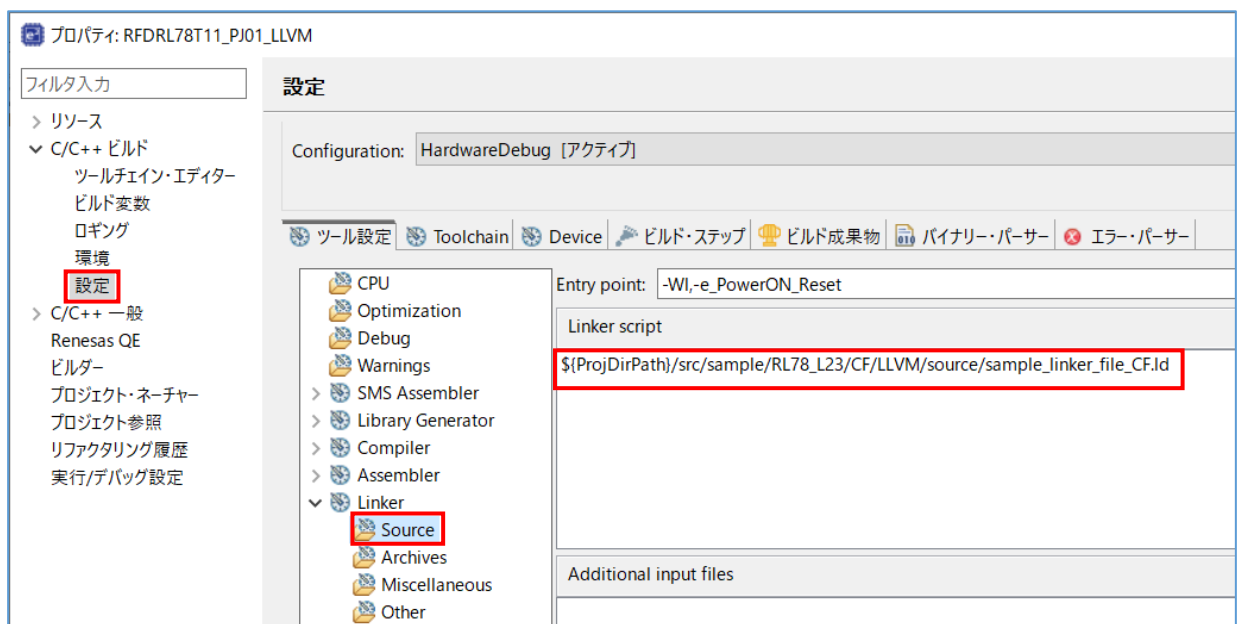 プロパティ: RFDRL78T11_PJ01_LLVM
フィルタ入力
設定
リソース
C/C++ ビルド
ツールチェイン・エディター
ビルド変数
ロギング
環境
設定
C/C++ 一般
Renesas QE
ビルダー
プロジェクト・ネーチャー
プロジェクト参照
リファクタリング履歴
実行/デバッグ設定
Configuration: HardwareDebug [アクティブ]
ツール設定 Toolchain Device ビルド・ステップ ビルド成果物 バイナリー・パーサー エラー・パーサー
CPU
Optimization
Debug
Warnings
SMS Assembler
Library Generator
Compiler
Assembler
Linker
Source
Archives
Miscellaneous
Other
Entry point: -Wl,-e_PowerON_Reset
Linker script
${ProjDirPath}/src/sample/RL78_L23/CF/LLVM/source/sample_linker_file_CF.ld
Additional input files